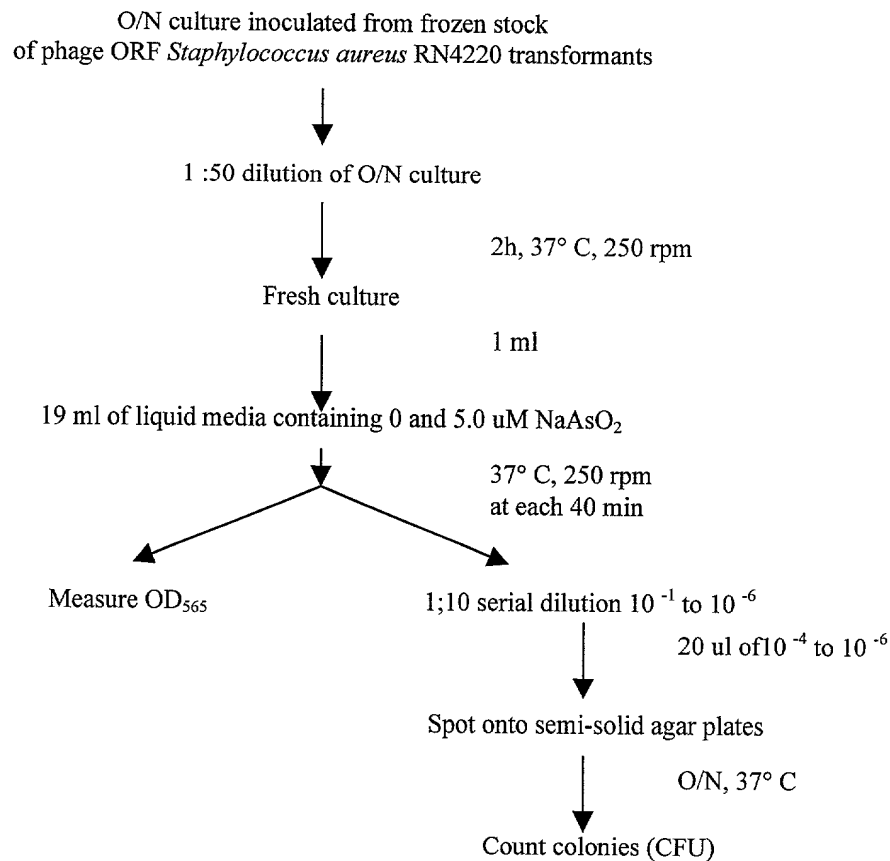 O/N culture inoculated from frozen stock
of phage ORF Staphylococcus aureus RN4220 transformants
1 :50 dilution of O/N culture
2h, 37° C, 250 rpm
Fresh culture
1 ml
19 ml of liquid media containing 0 and 5.0 uM NaAsO₂
37° C, 250 rpm
at each 40 min
Measure OD₅₆₅
1;10 serial dilution 10⁻¹ to 10⁻⁶
20 ul of10⁻⁴ to 10⁻⁶
Spot onto semi-solid agar plates
O/N, 37° C
Count colonies (CFU)